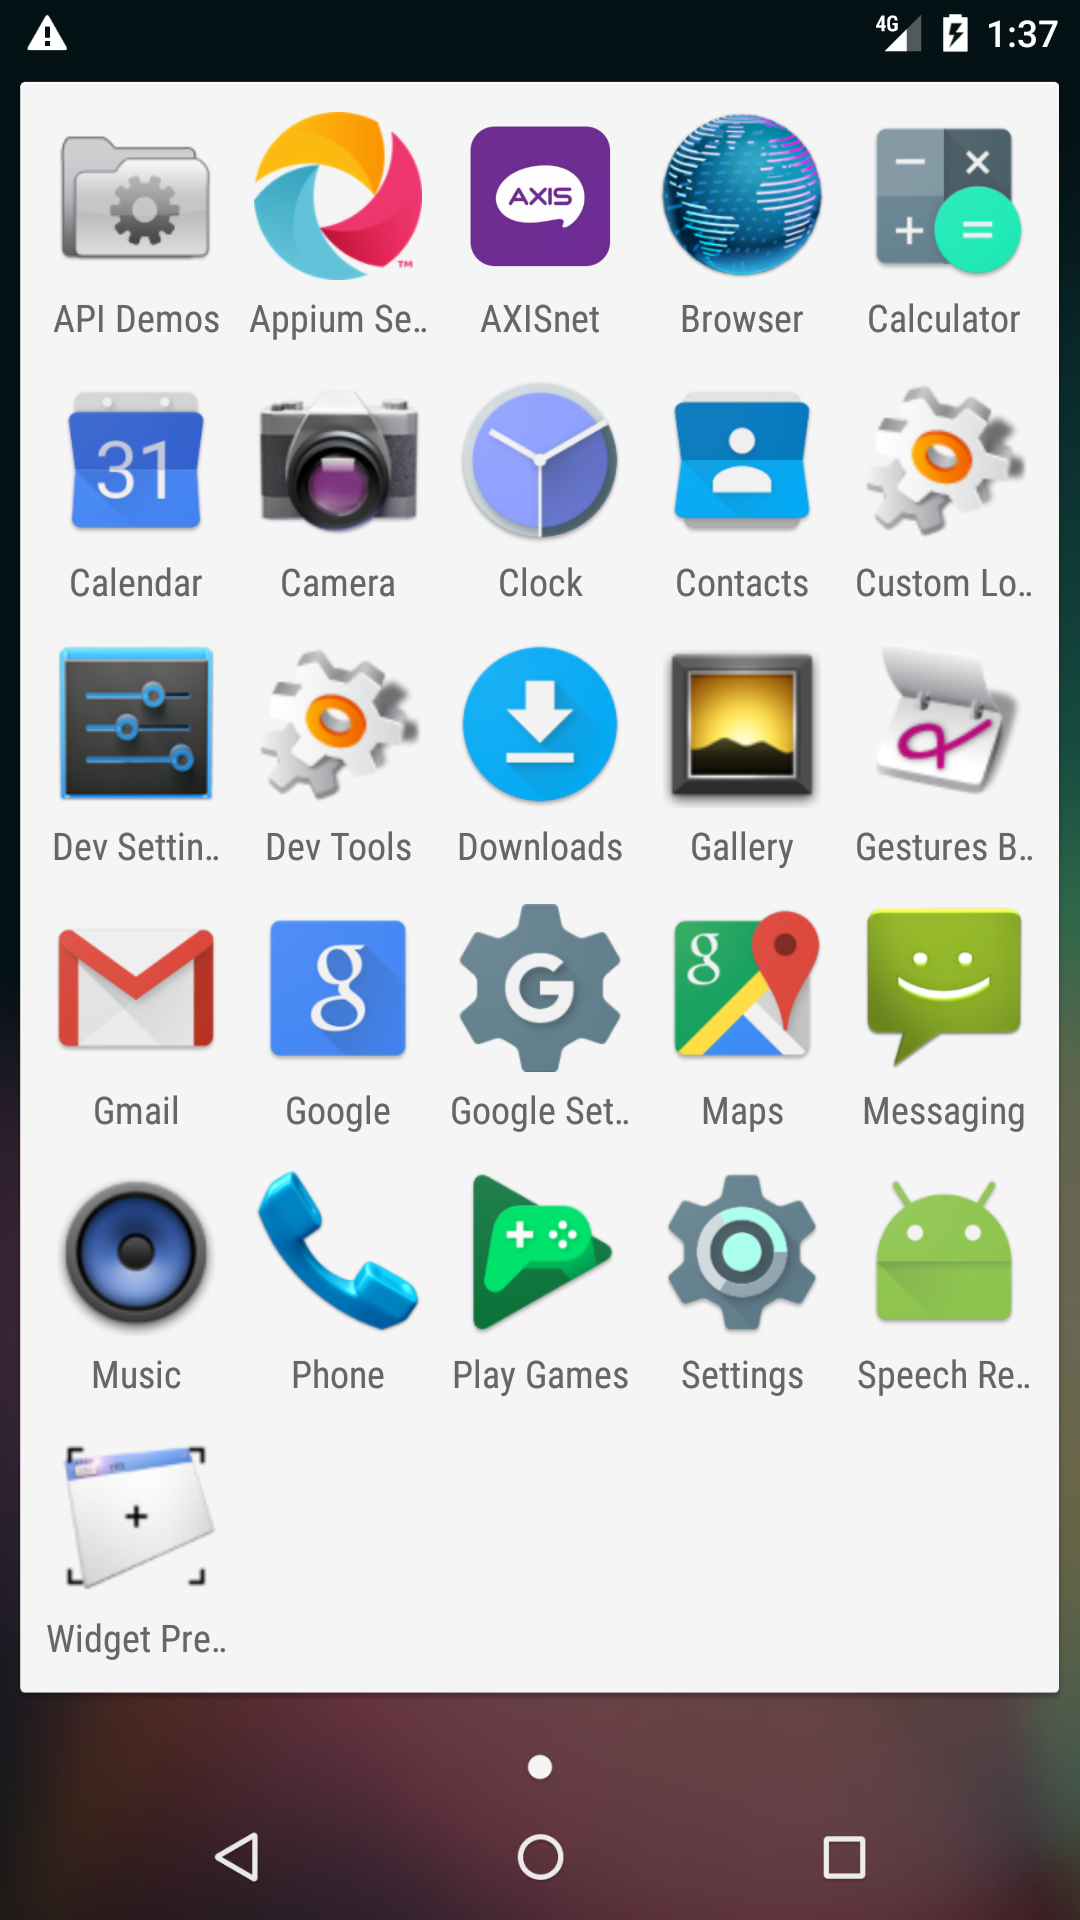 4G 1:37
AXIS
TM
API Demos Appium Se.. AXISnet Browser Calculator
31
Calendar Camera Clock Contacts Custom Lo..
Dev Settin.. Dev Tools Downloads Gallery Gestures B..
g G g
Gmail Google Google Set.. Maps Messaging
Music Phone Play Games Settings Speech Re..
Widget Pre..